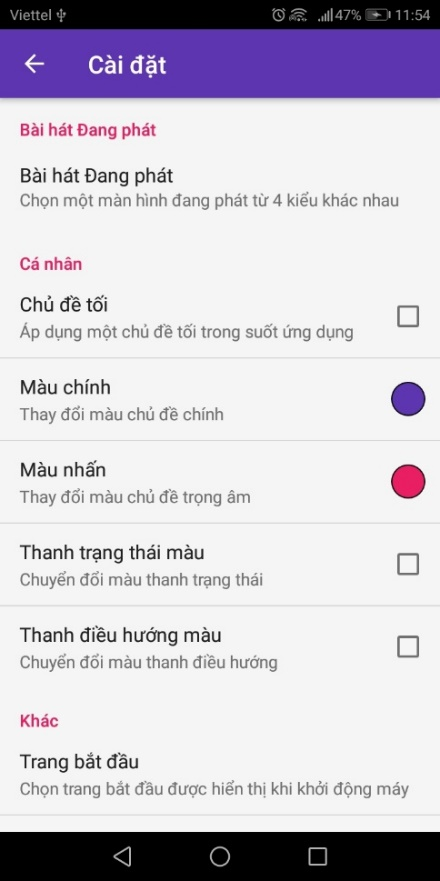 Viettel 47% 11:54
Cài đặt
Bài hát Đang phát
Bài hát Đang phát
Chọn một màn hình đang phát từ 4 kiểu khác nhau
Cá nhân
Chủ đề tối
Áp dụng một chủ đề tối trong suốt ứng dụng
Màu chính
Thay đổi màu chủ đề chính
Màu nhấn
Thay đổi màu chủ đề trọng âm
Thanh trạng thái màu
Chuyển đổi màu thanh trạng thái
Thanh điều hướng màu
Chuyển đổi màu thanh điều hướng
Khác
Trang bắt đầu
Chọn trang bắt đầu được hiển thị khi khởi động máy